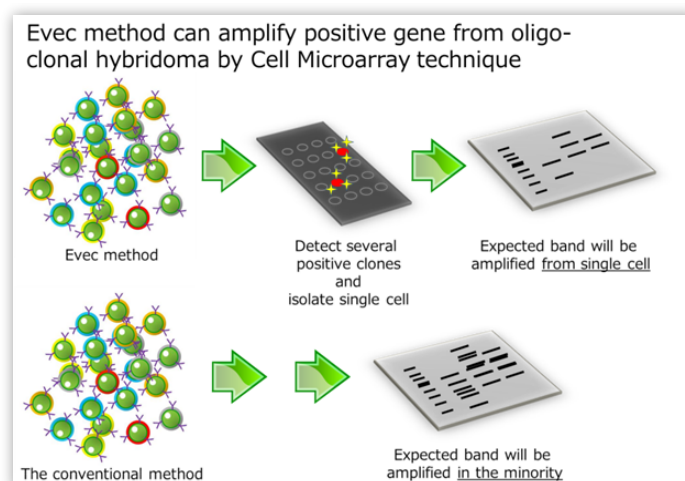 Evec method can amplify positive gene from oligo-
clonal hybridoma by Cell Microarray technique
Evec method
Detect several
positive clones
and
isolate single cell
Expected band will be
amplified from single cell
The conventional method
Expected band will be
amplified in the minority